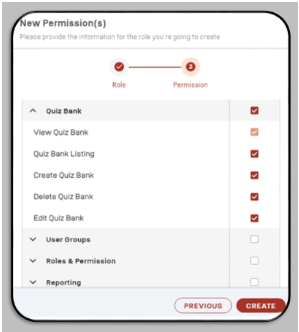 New Permission(s)
Please provide the information for the role you're going to create
Role
Permission
Quiz Bank
View Quiz Bank
Quiz Bank Listing
Create Quiz Bank
Delete Quiz Bank
Edit Quiz Bank
User Groups
Roles & Permission
Reporting
PREVIOUS
CREATE